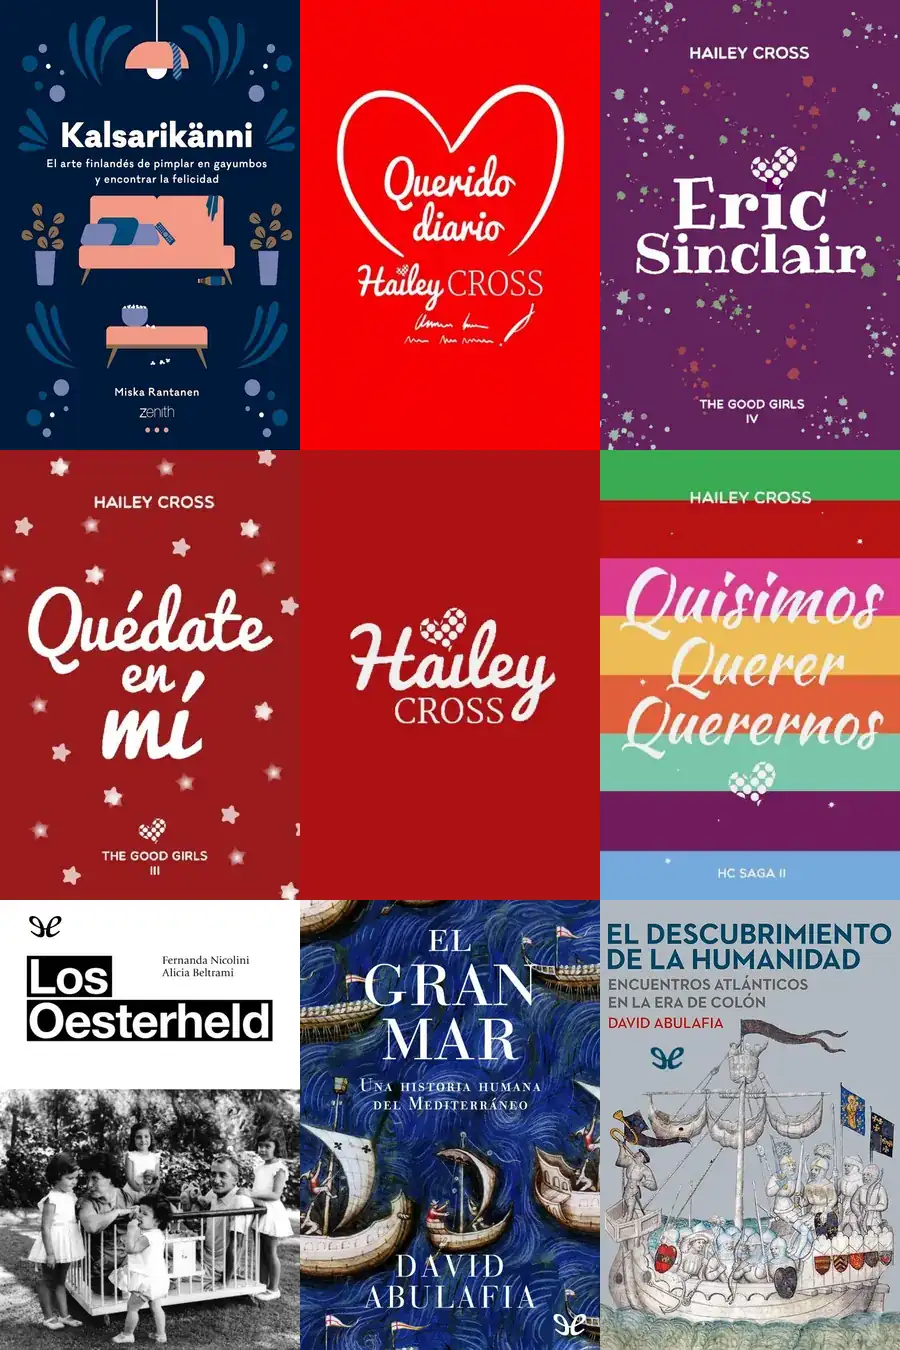 Kalsarikänni
El arte finlandés de pimplar en gayumbos
y encontrar la felicidad
Miska Rantanen
zenith
Querido
diario
Hailey CROSS
HAILEY CROSS
Eric
Sinclair
THE GOOD GIRLS
IV
HAILEY CROSS
Quédate
en
mí
THE GOOD GIRLS
III
Hailey
CROSS
HAILEY CROSS
Quisimos
Querer
Querernos
HC SAGA II
Fernanda Nicolini
Alicia Beltrami
Los
Oesterheld
EL
GRAN
MAR
UNA HISTORIA HUMANA
DEL MEDITERRÁNEO
DAVID
ABULAFIA
EL DESCUBRIMIENTO
DE LA HUMANIDAD
ENCUENTROS ATLÁNTICOS
EN LA ERA DE COLÓN
DAVID ABULAFIA